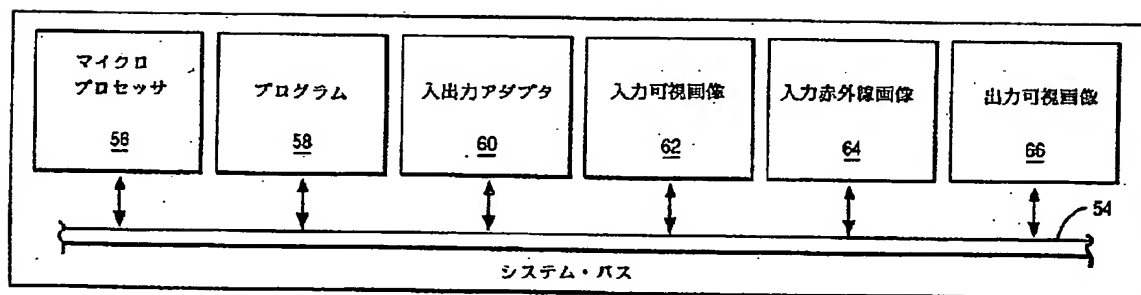 マイクロ
プロセッサ
56
プログラム
58
入出力アダプタ
60
入力可視画像
62
入力赤外線画像
64
出力可視画像
66
54
システム・バス